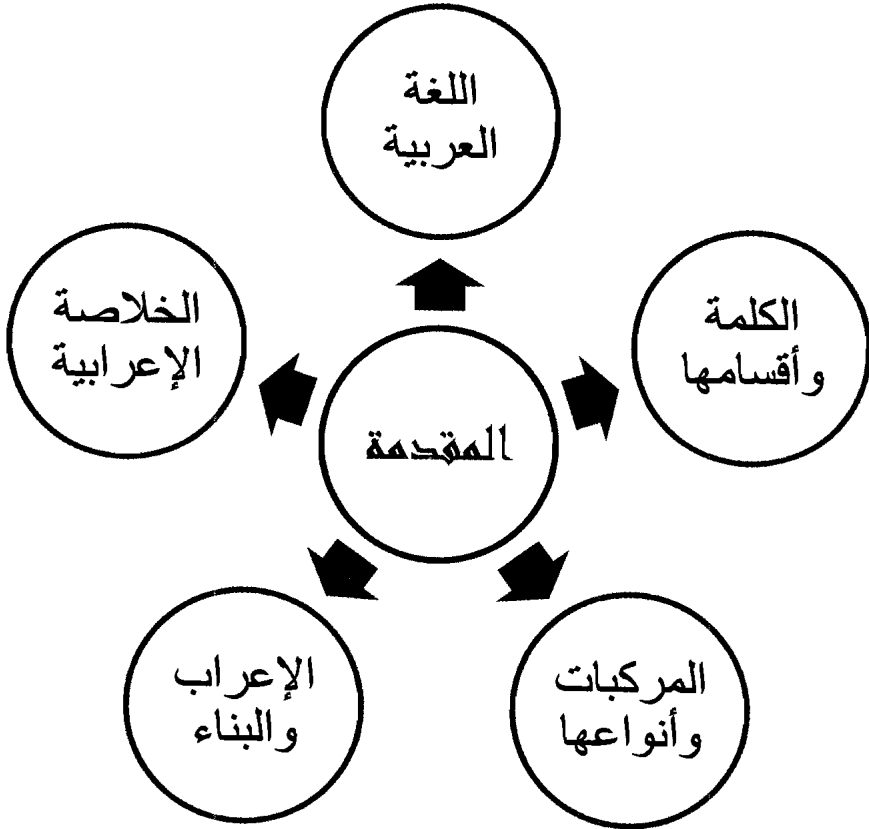 اللغة
العربية
الكلمة
وأقسامها
المركبات
وأنواعها
الإعراب
والبناء
الخلاصة
الإعرابية
المقدمة